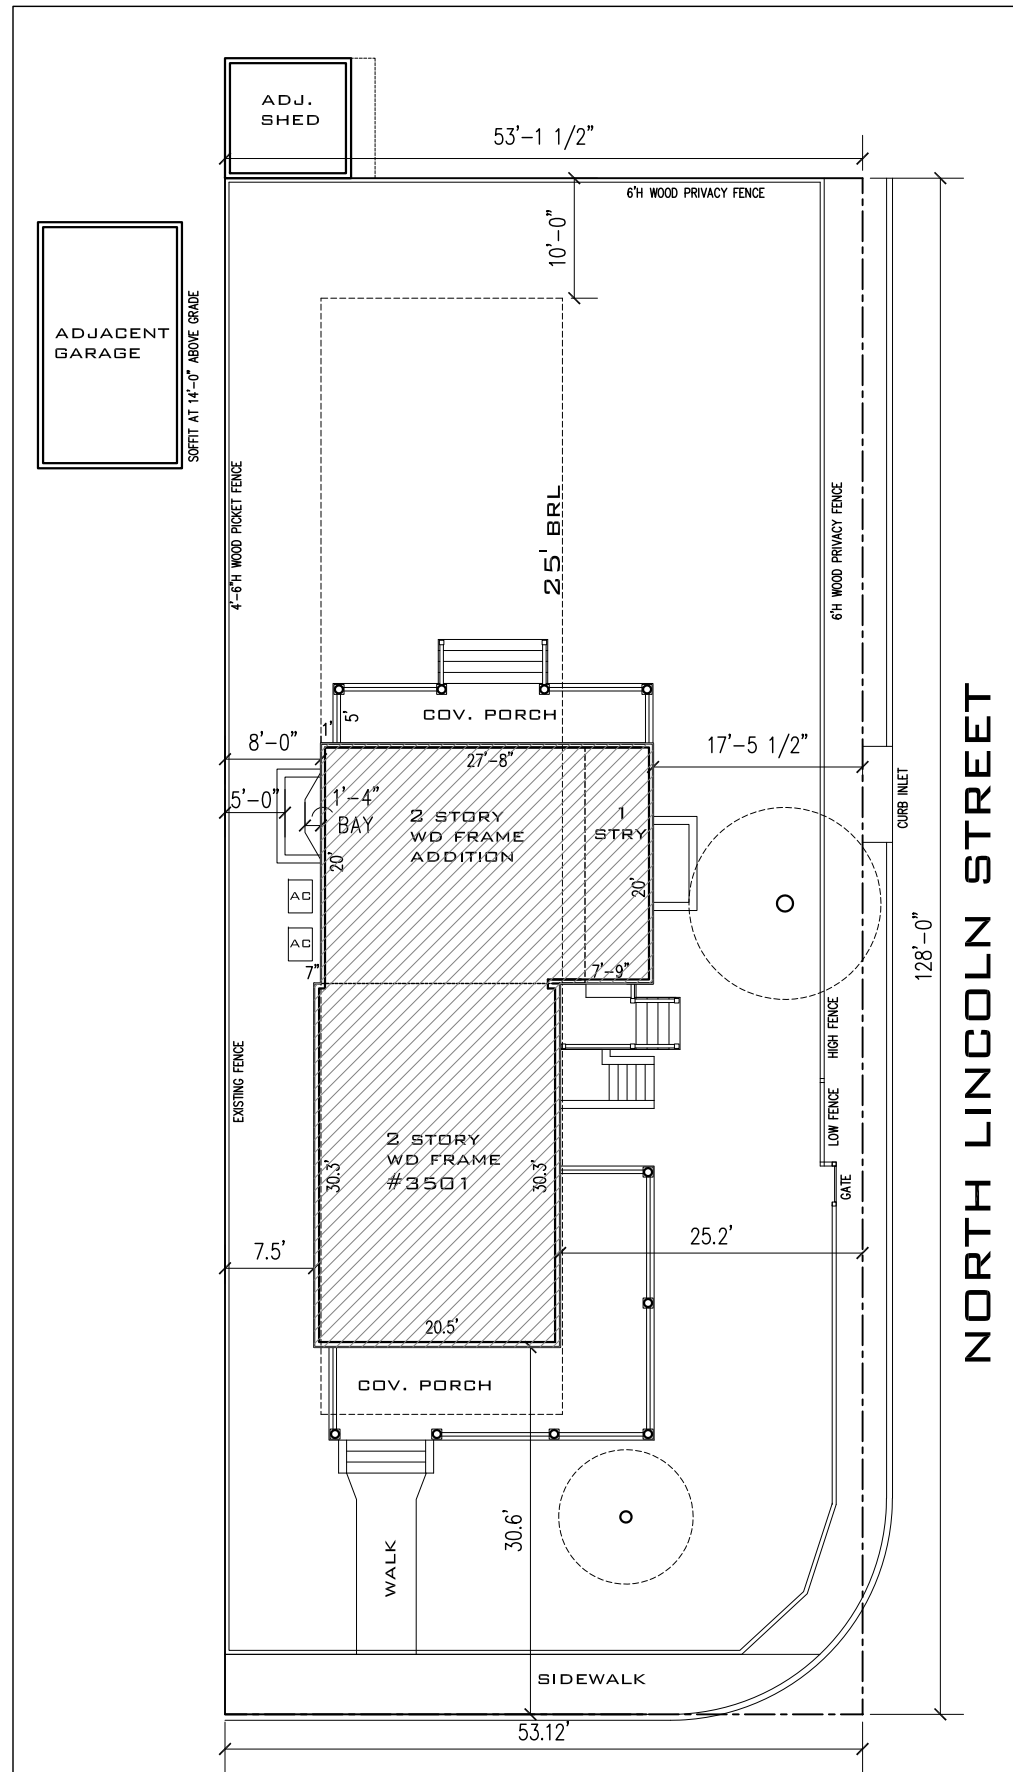 ADJ.
SHED
53'-1 1/2"
6'H WOOD PRIVACY FENCE
10'-0"
ADJACENT
GARAGE
SOFFIT AT 14'-0" ABOVE GRADE
4'-6"H WOOD PICKET FENCE
25' BRL
6'H WOOD PRIVACY FENCE
COV. PORCH
1'
5'
8'-0"
27'-8"
17'-5 1/2"
5'-0"
1'-4"
BAY
2 STORY
WD FRAME
ADDITION
1
STRY
CURB INLET
20'
20'
AC
AC
7"
7'-9"
128'-0"
NORTH LINCOLN STREET
EXISTING FENCE
HIGH FENCE
LOW FENCE
GATE
2 STORY
WD FRAME
#3501
30.3'
30.3'
7.5'
25.2'
20.5'
COV. PORCH
30.6'
WALK
SIDEWALK
53.12'